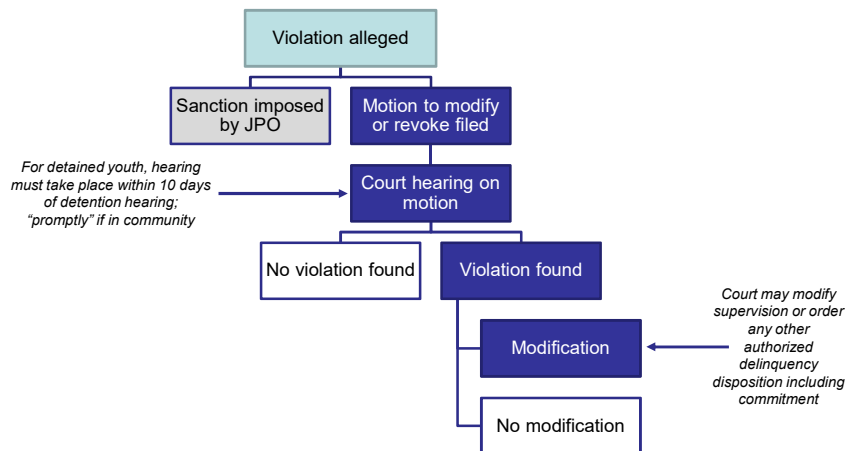 Violation alleged
Sanction imposed
by JPO
Motion to modify
or revoke filed
For detained youth, hearing
must take place within 10 days
of detention hearing;
“promptly” if in community
Court hearing on
motion
No violation found
Violation found
Court may modify
supervision or order
any other
authorized
delinquency
disposition including
commitment
Modification
No modification